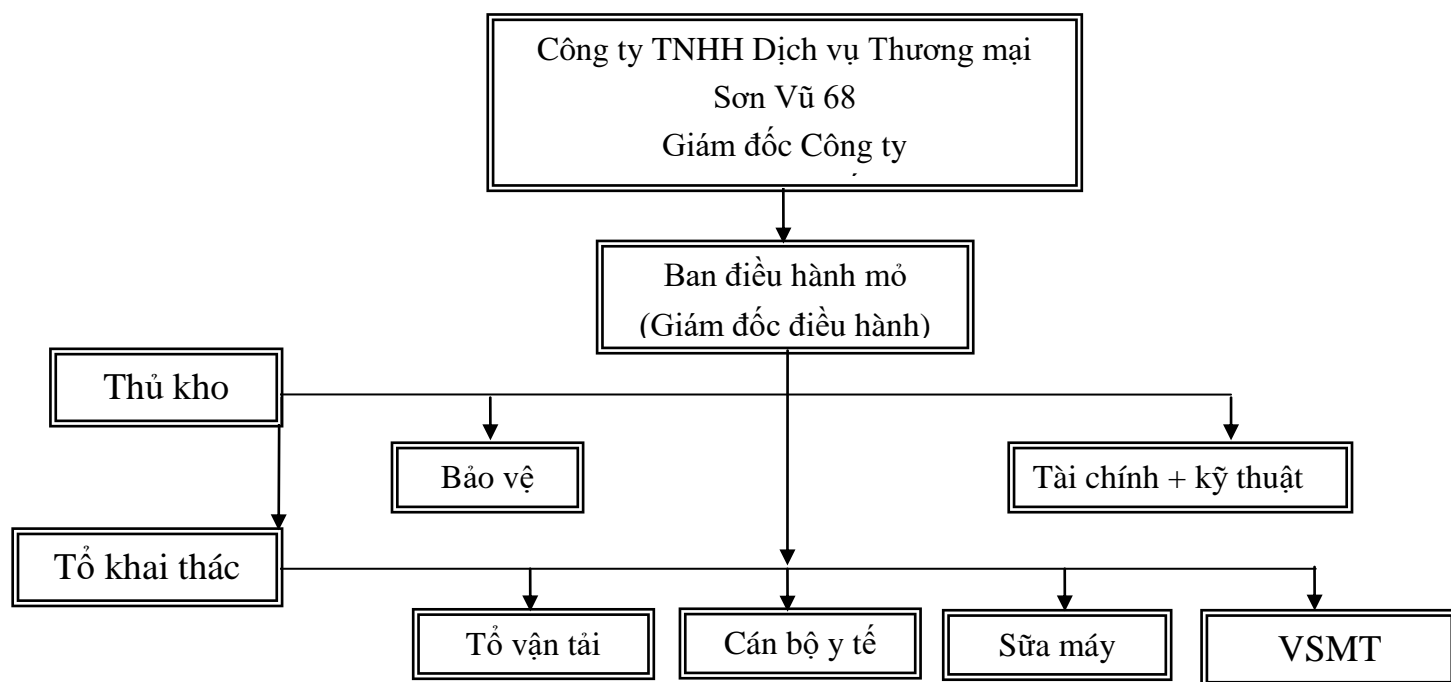 Công ty TNHH Dịch vụ Thương mại
Sơn Vũ 68
Giám đốc Công ty
Ban điều hành mỏ
(Giám đốc điều hành)
Thủ kho
Bảo vệ
Tài chính + kỹ thuật
Tổ khai thác
Tổ vận tải
Cán bộ y tế
Sữa máy
VSMT